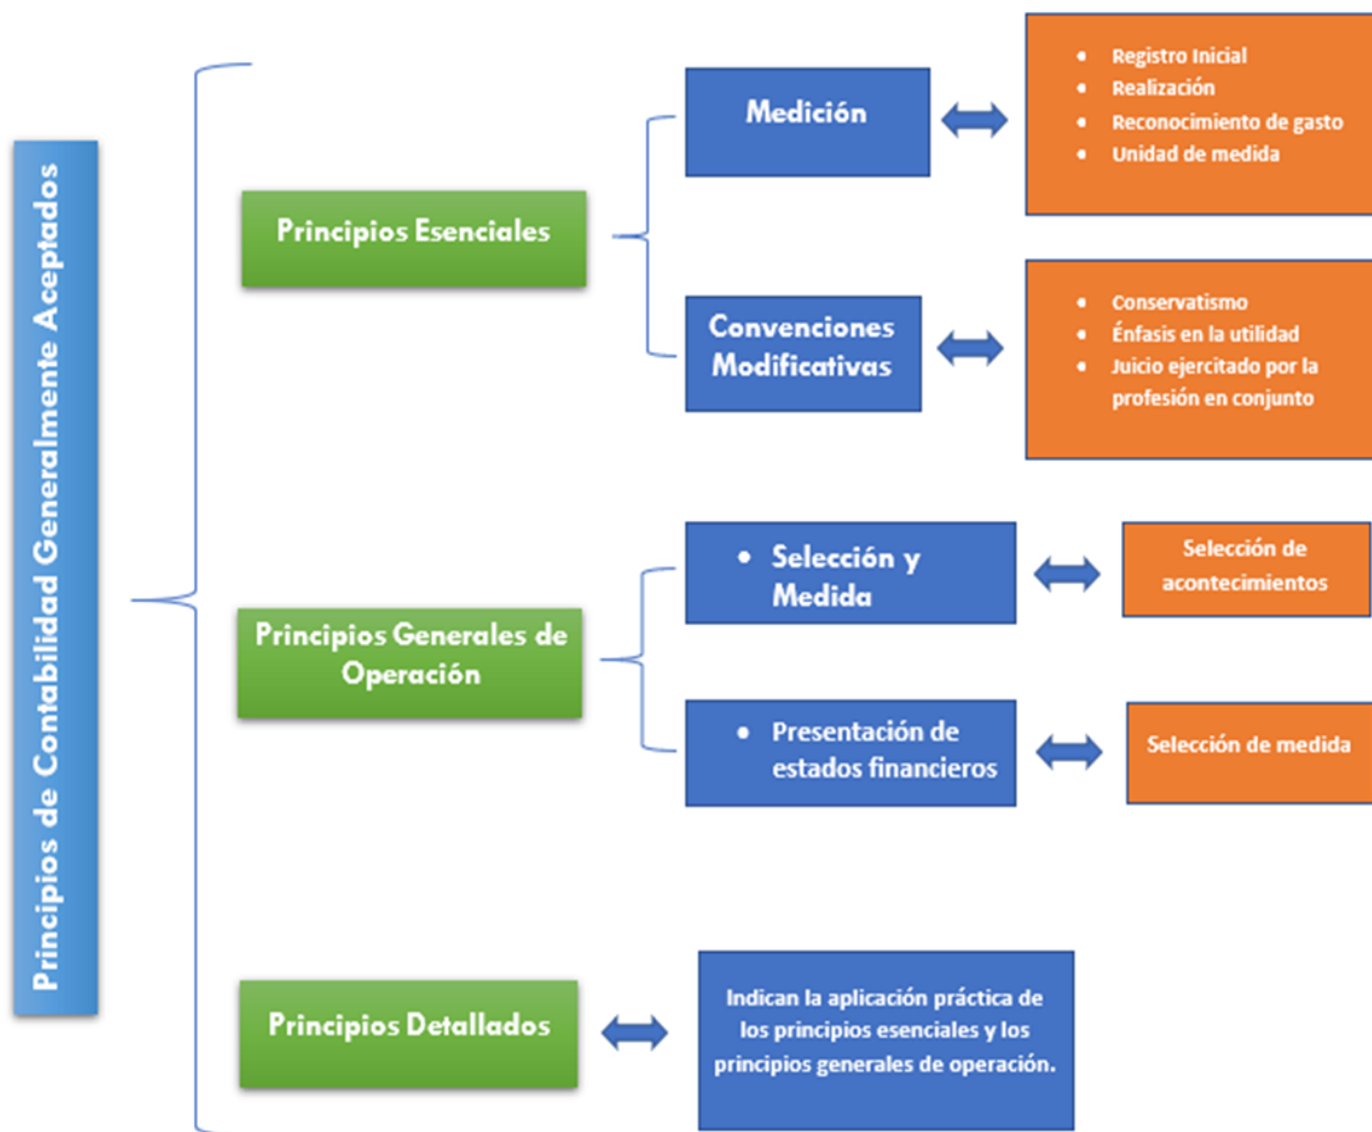 Principios de Contabilidad Generalmente Aceptados
Principios Esenciales
Medición
• Registro Inicial
• Realización
• Reconocimiento de gasto
• Unidad de medida
Convenciones
Modificativas
• Conservatismo
• Énfasis en la utilidad
• Juicio ejercitado por la
profesión en conjunto
Principios Generales de
Operación
• Selección y
Medida
Selección de
acontecimientos
• Presentación de
estados financieros
Selección de medida
Principios Detallados
Indican la aplicación práctica de
los principios esenciales y los
principios generales de operación.